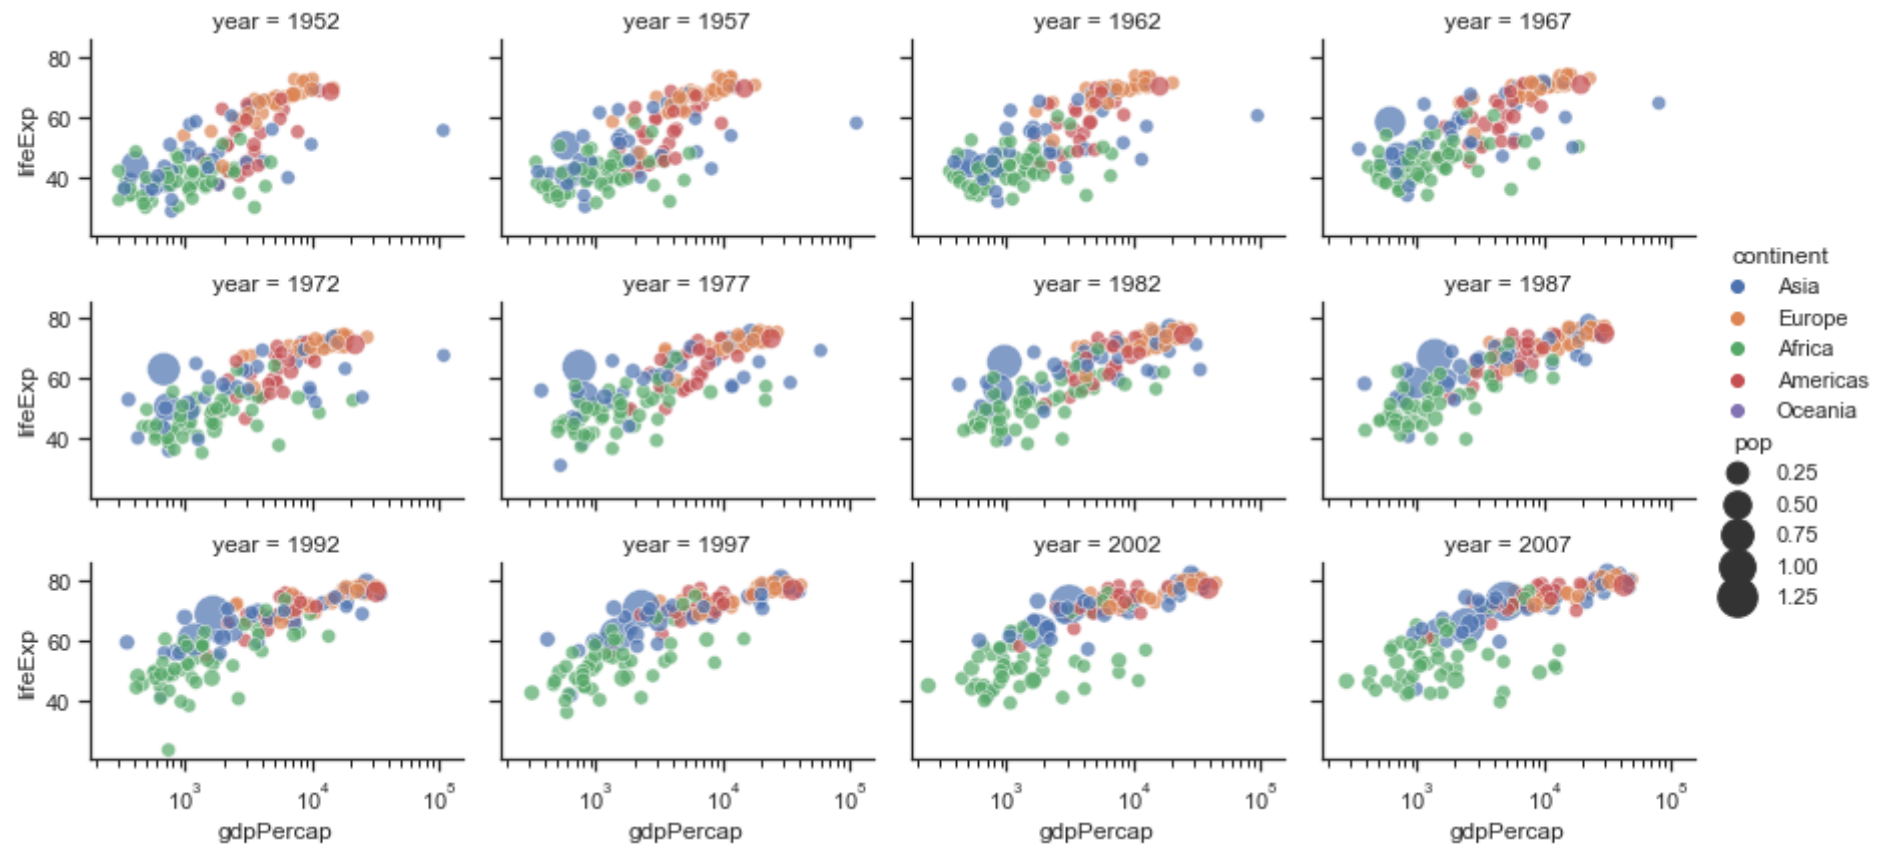 year = 1952
year = 1957
year = 1962
year = 1967
80
60
40
lifeExp
year = 1972
year = 1977
year = 1982
year = 1987
80
60
40
lifeExp
year = 1992
year = 1997
year = 2002
year = 2007
80
60
40
lifeExp
10³ 10⁴ 10⁵
10³ 10⁴ 10⁵
10³ 10⁴ 10⁵
10³ 10⁴ 10⁵
gdpPercap
gdpPercap
gdpPercap
gdpPercap
continent
Asia
Europe
Africa
Americas
Oceania
pop
0.25
0.50
0.75
1.00
1.25